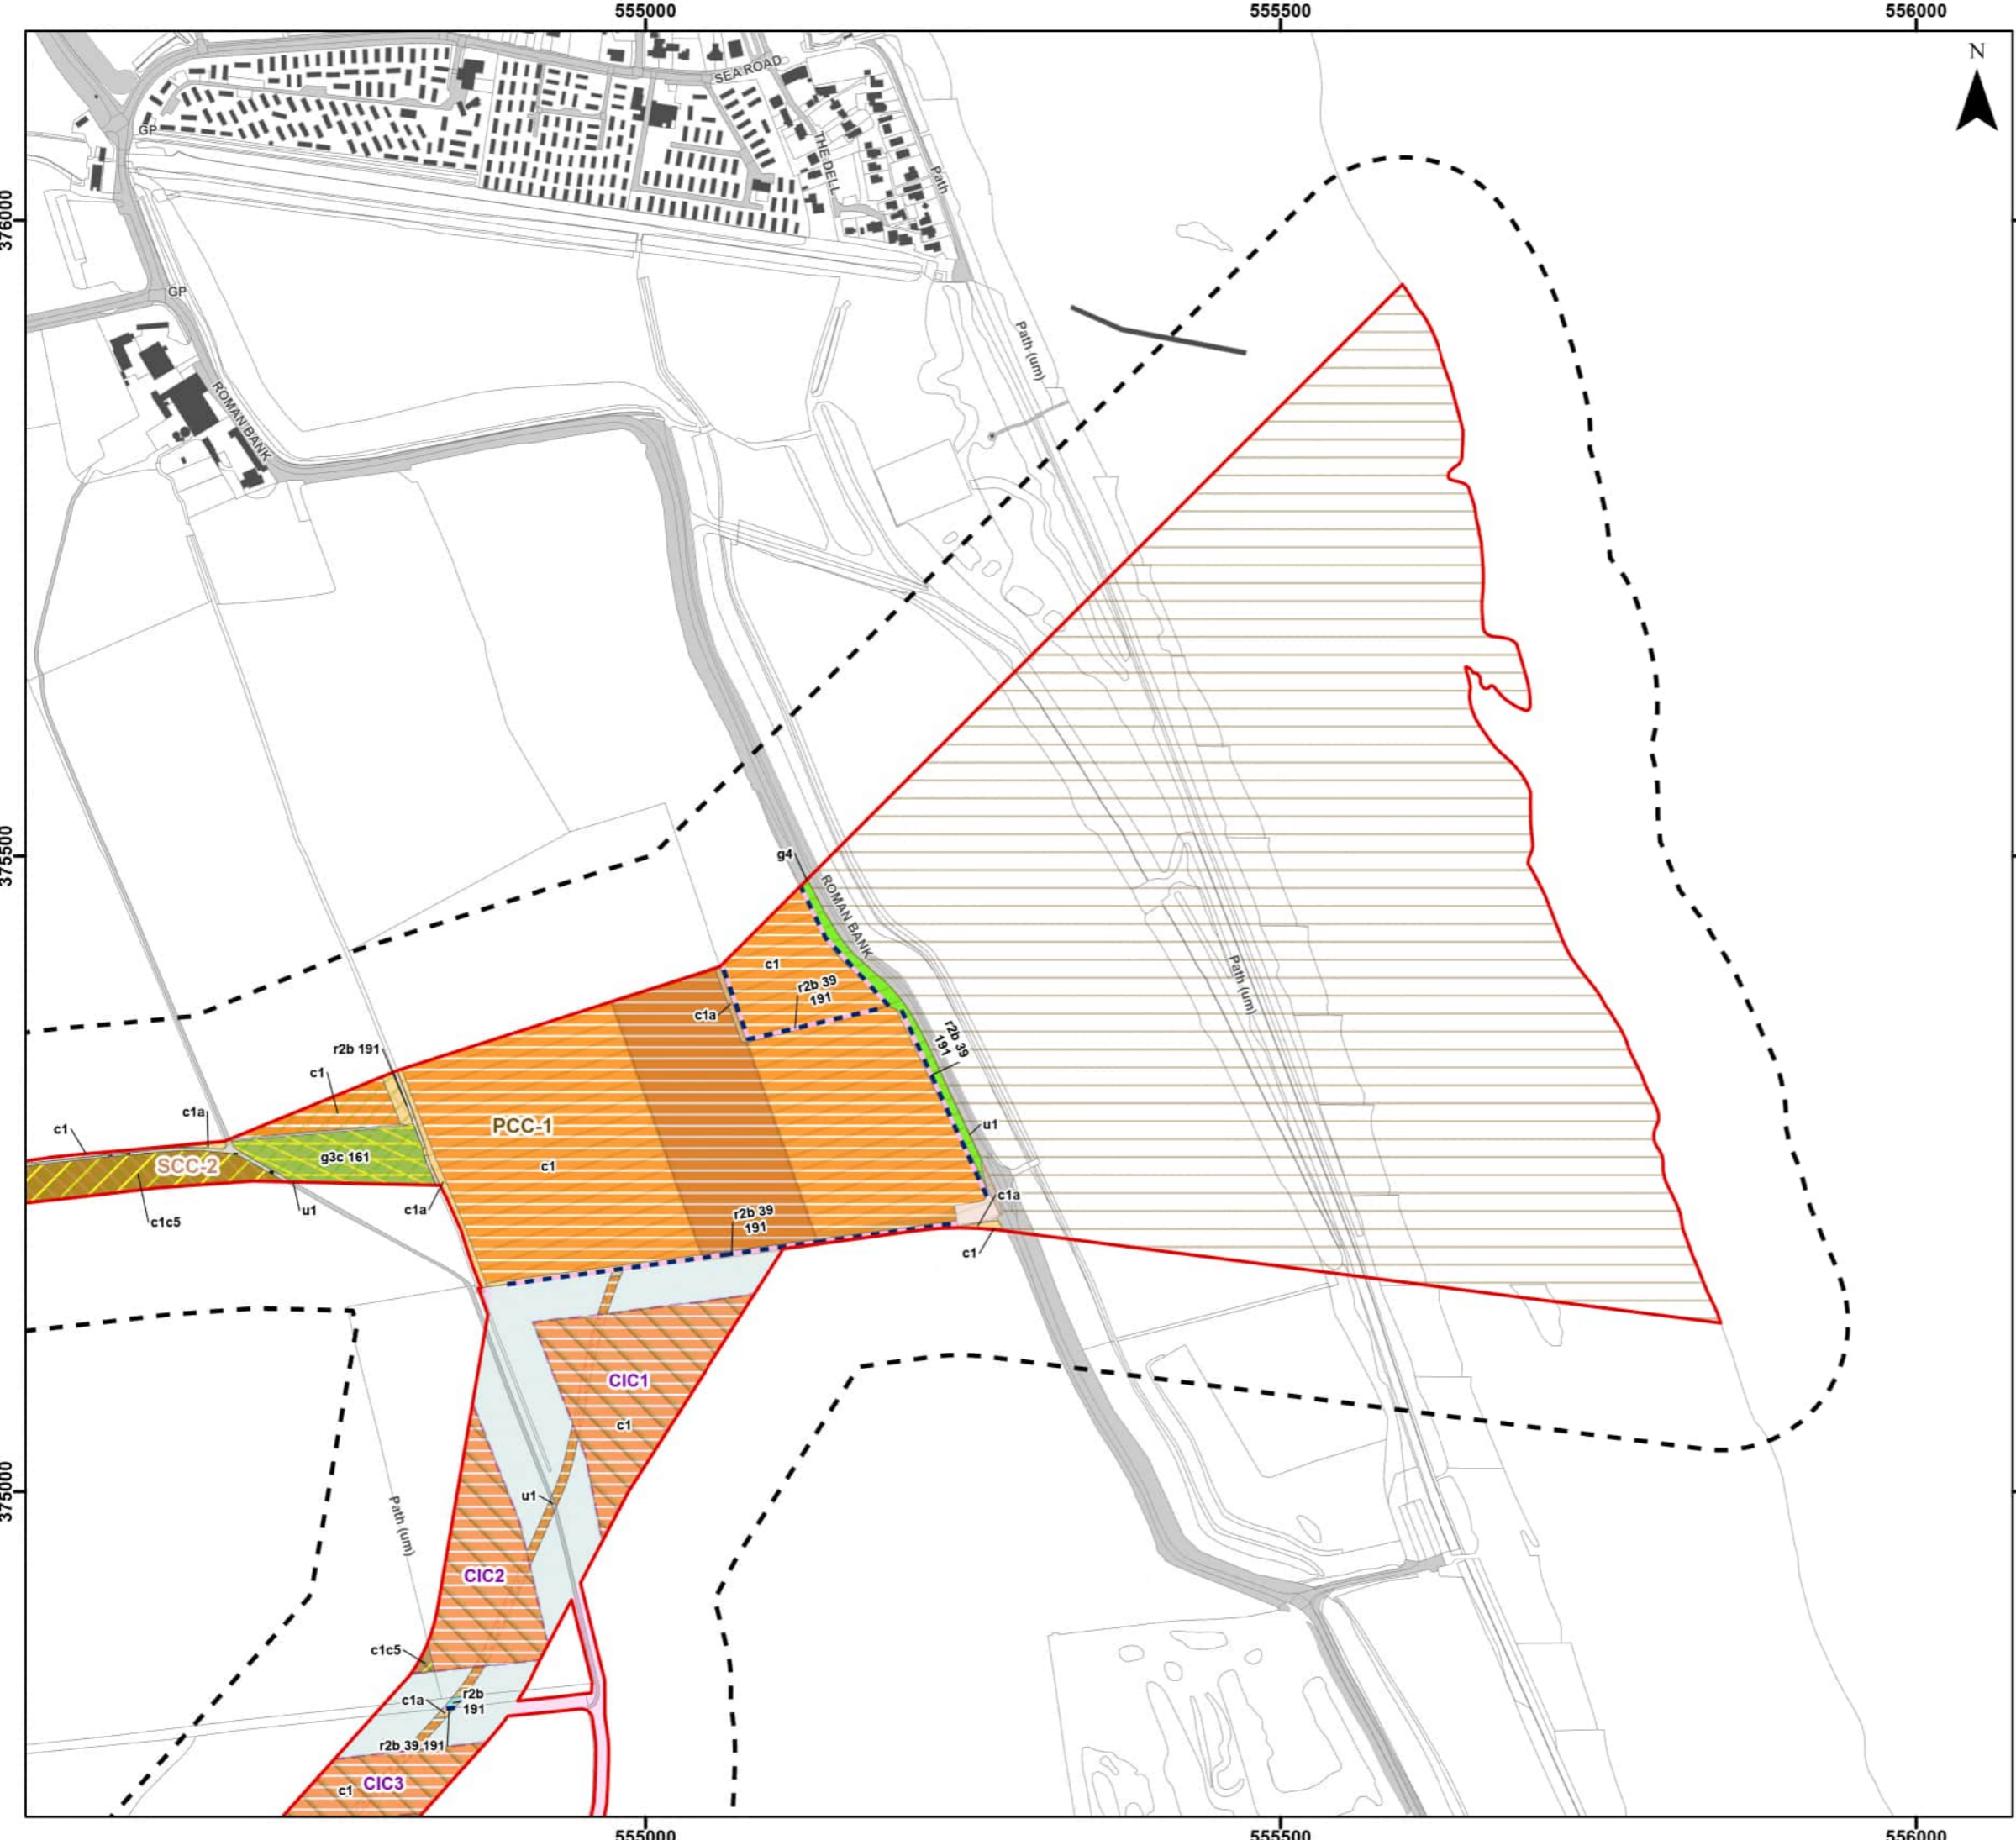 555000
555500
556000
N
SEA ROAD
GP
THE DELL
Path
376000
GP
Path (um)
ROMAN BANK
375500
g4
ROMAN BANK
c1
r2b 39
191
Path (um)
c1a
r2b 39
191
r2b 191
c1
c1a
c1
PCC-1
u1
SCC-2
g3c 161
c1
c1a
c1a
u1
r2b 39
191
c1c5
c1
CIC1
c1
375000
u1
Path (um)
CIC2
c1c5
c1a
r2b
191
r2b 39 191
CIC3
c1
555000
555500
556000